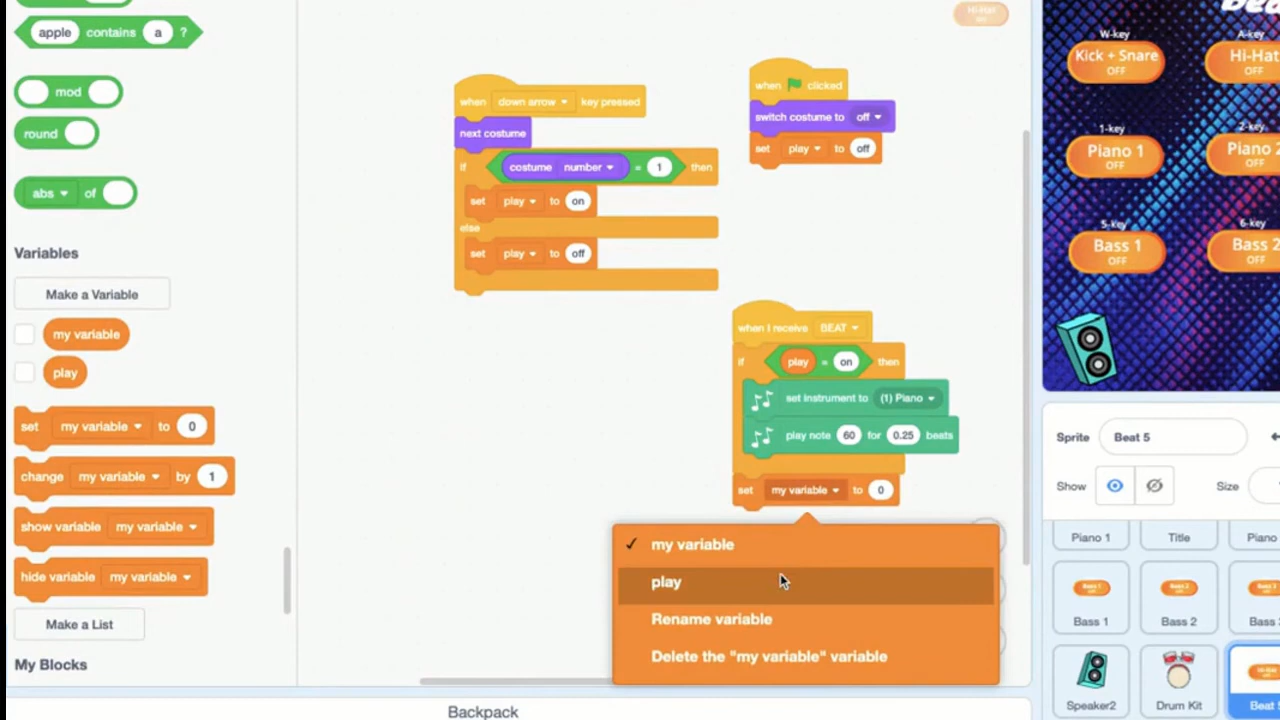 apple contains a ?
mod
round
abs of
Variables
Make a Variable
my variable
play
set my variable to 0
change my variable by 1
show variable my variable
hide variable my variable
Make a List
My Blocks
when down arrow key pressed
next costume
if costume number = 1 then
set play to on
else
set play to off
Hi-Hat
when clicked
switch costume to off
set play to off
when I receive BEAT
if play = on then
set instrument to (1) Piano
play note 60 for 0.25 beats
set my variable to 0
✓ my variable
play
Rename variable
Delete the "my variable" variable
Backpack
W-key
A-key
Kick + Snare
OFF
Hi-Hat
OFF
1-key
2-key
Piano 1
OFF
Piano 2
OFF
5-key
6-key
Bass 1
OFF
Bass 2
OFF
Sprite Beat 5
Show
Size
Piano 1
Title
Piano
Bass 1
Bass 2
Speaker2
Drum Kit
Beat